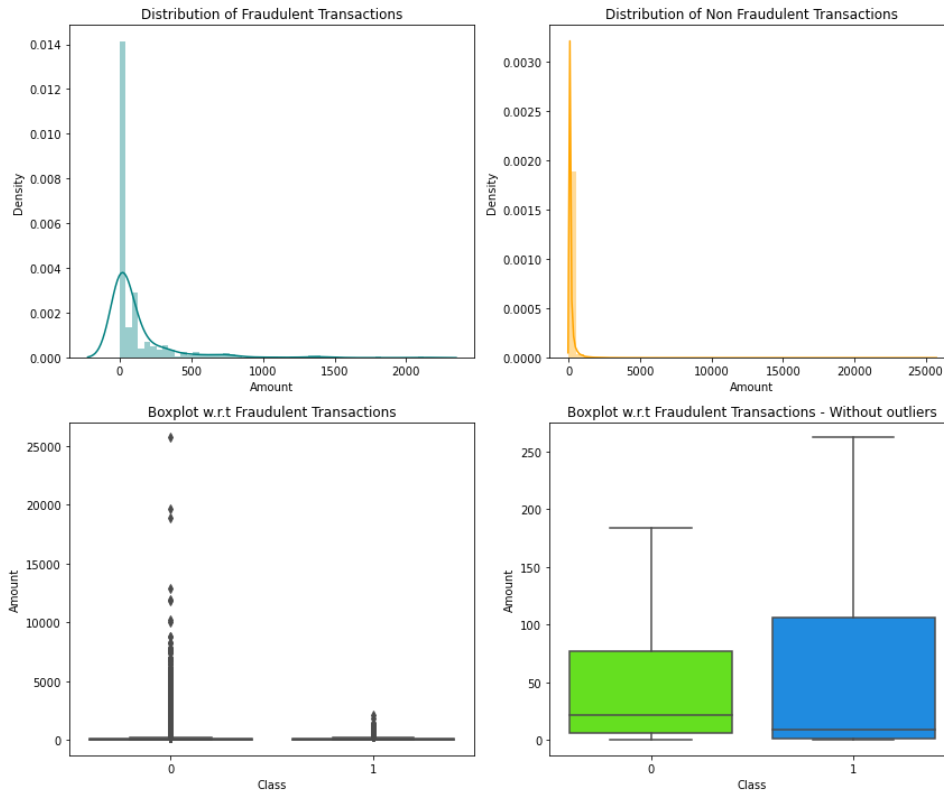 Distribution of Fraudulent Transactions
0.014
0.012
0.010
0.008
0.006
0.004
0.002
0.000
Density
0 500 1000 1500 2000
Amount
Distribution of Non Fraudulent Transactions
0.0030
0.0025
0.0020
0.0015
0.0010
0.0005
0.0000
Density
0 5000 10000 15000 20000 25000
Amount
Boxplot w.r.t Fraudulent Transactions
25000
20000
15000
10000
5000
0
Amount
0 1
Class
Boxplot w.r.t Fraudulent Transactions - Without outliers
250
200
150
100
50
0
Amount
0 1
Class